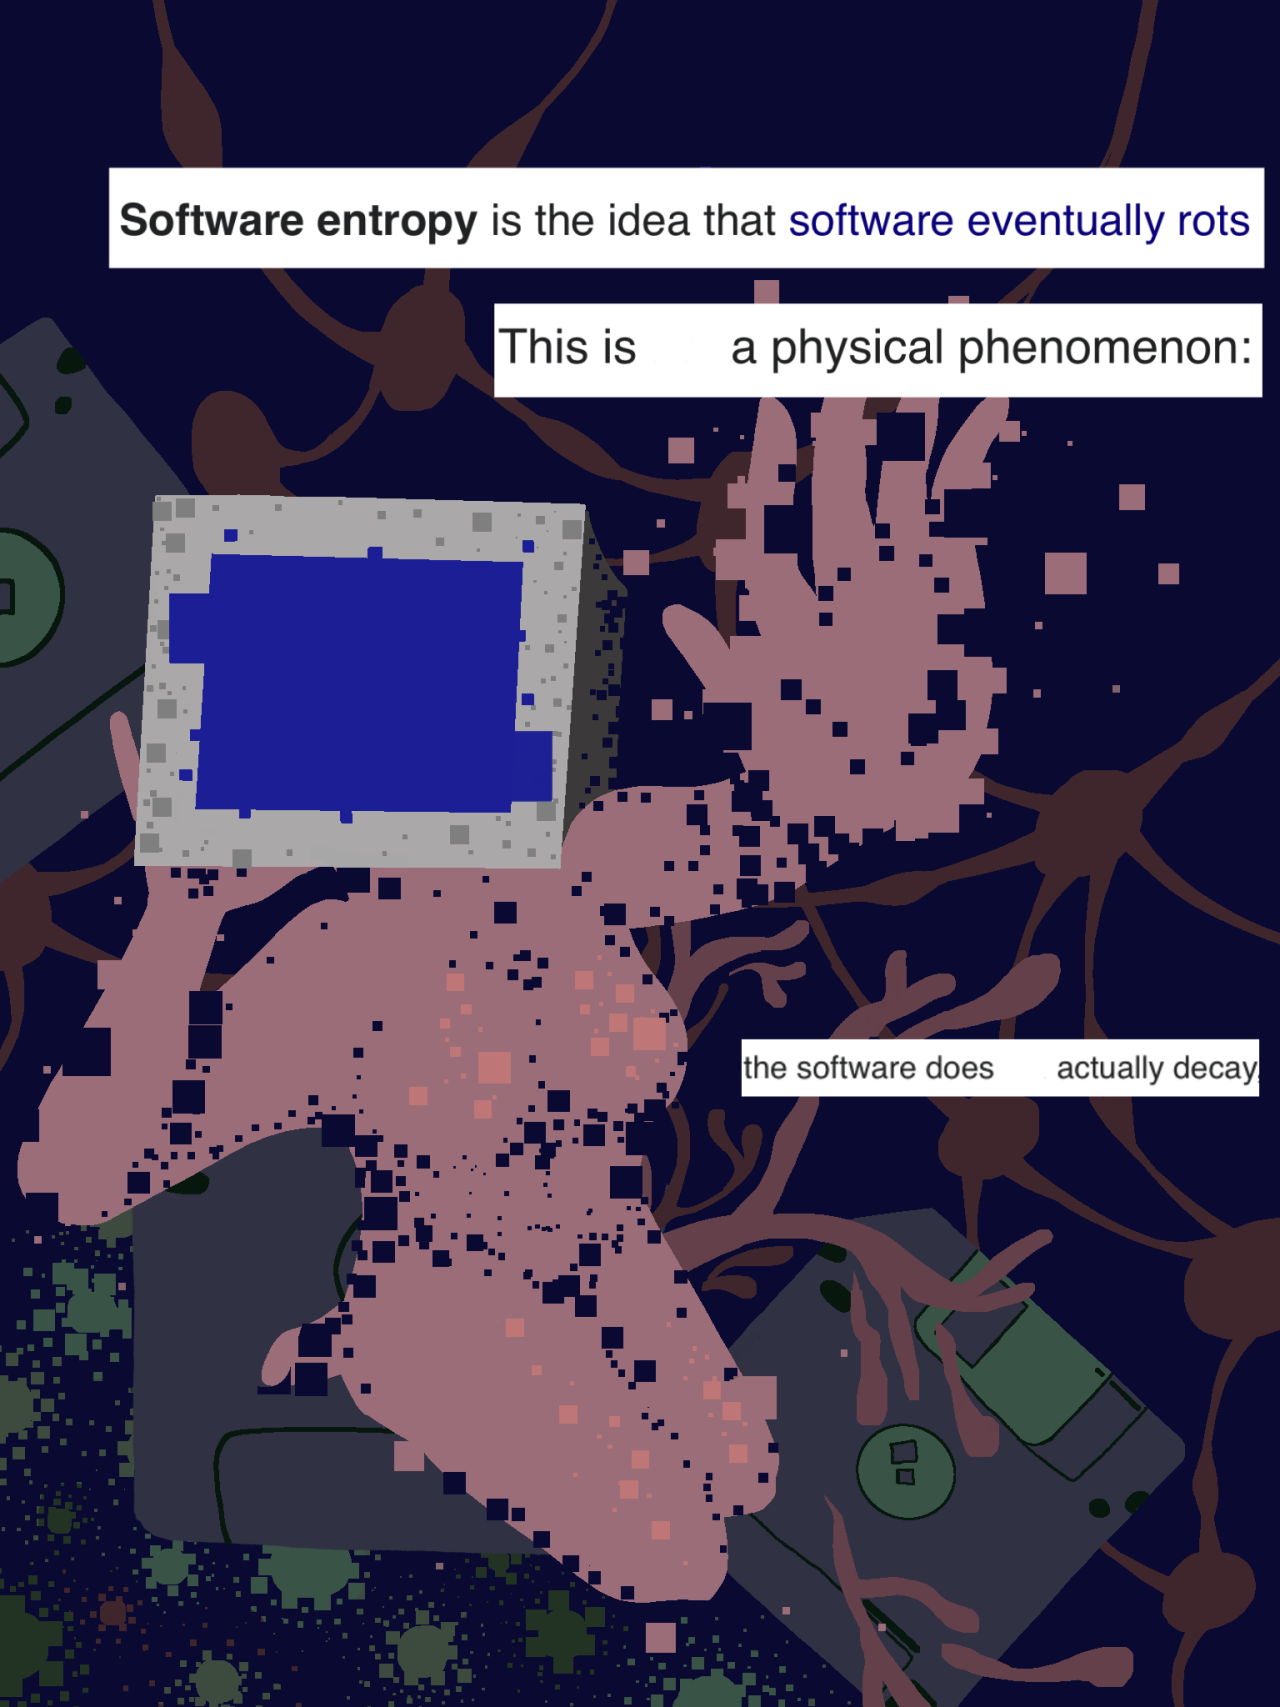 Software entropy is the idea that software eventually rots
This is a physical phenomenon:
the software does actually decay,